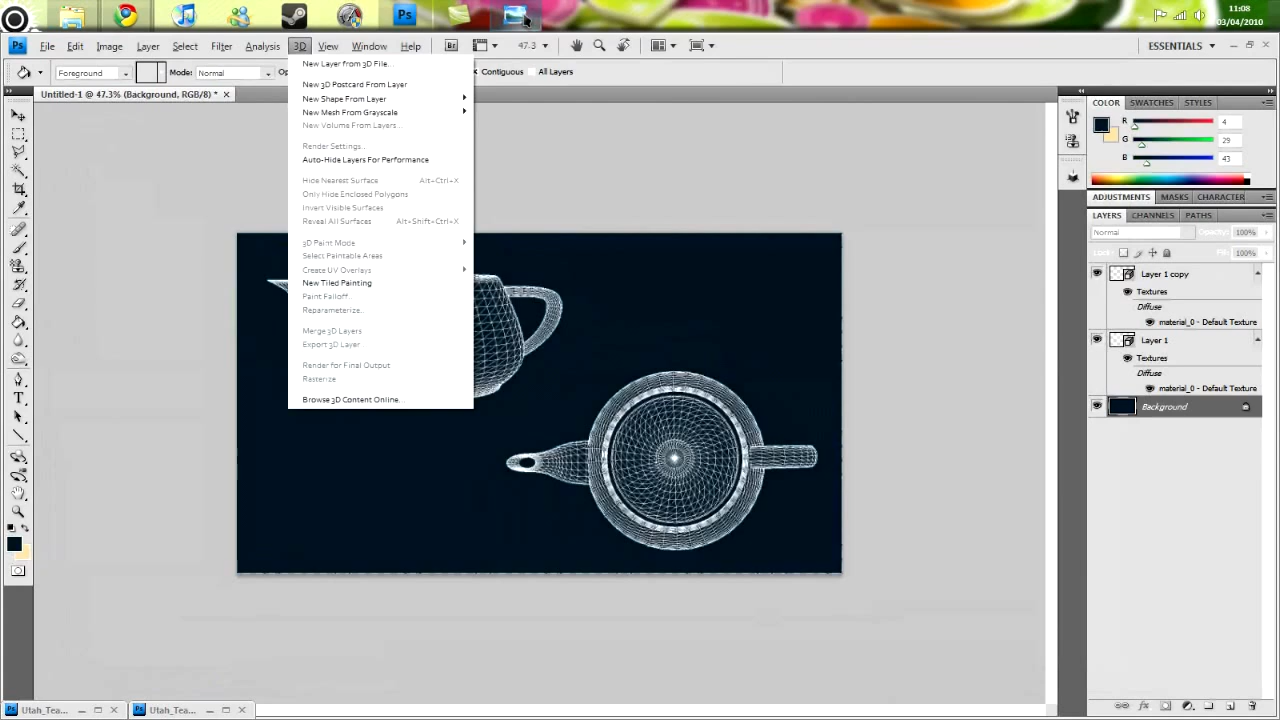 11:08
03/04/2010
Ps
Ps File Edit Image Layer Select Filter Analysis 3D View Window Help Br 47.3 ESSENTIALS
Foreground Mode: Normal Contiguous All Layers
Untitled-1 @ 47.3% (Background, RGB/8) *
New Layer from 3D File...
New 3D Postcard From Layer
New Shape From Layer
New Mesh From Grayscale
New Volume From Layers...
Render Settings...
Auto-Hide Layers For Performance
Hide Nearest Surface Alt+Ctrl+X
Only Hide Enclosed Polygons
Invert Visible Surfaces
Reveal All Surfaces Alt+Shift+Ctrl+X
3D Paint Mode
Select Paintable Areas
Create UV Overlays
New Tiled Painting
Paint Falloff...
Reparameterize...
Merge 3D Layers
Export 3D Layer...
Render for Final Output
Rasterize
Browse 3D Content Online...
COLOR SWATCHES STYLES
R 4
G 29
B 43
ADJUSTMENTS MASKS CHARACTER
LAYERS CHANNELS PATHS
Normal Opacity: 100%
Lock: Fill: 100%
Layer 1 copy
Textures
Diffuse
material_0 - Default Texture
Layer 1
Textures
Diffuse
material_0 - Default Texture
Background
fx
Ps Utah_Tea... Ps Utah_Tea...